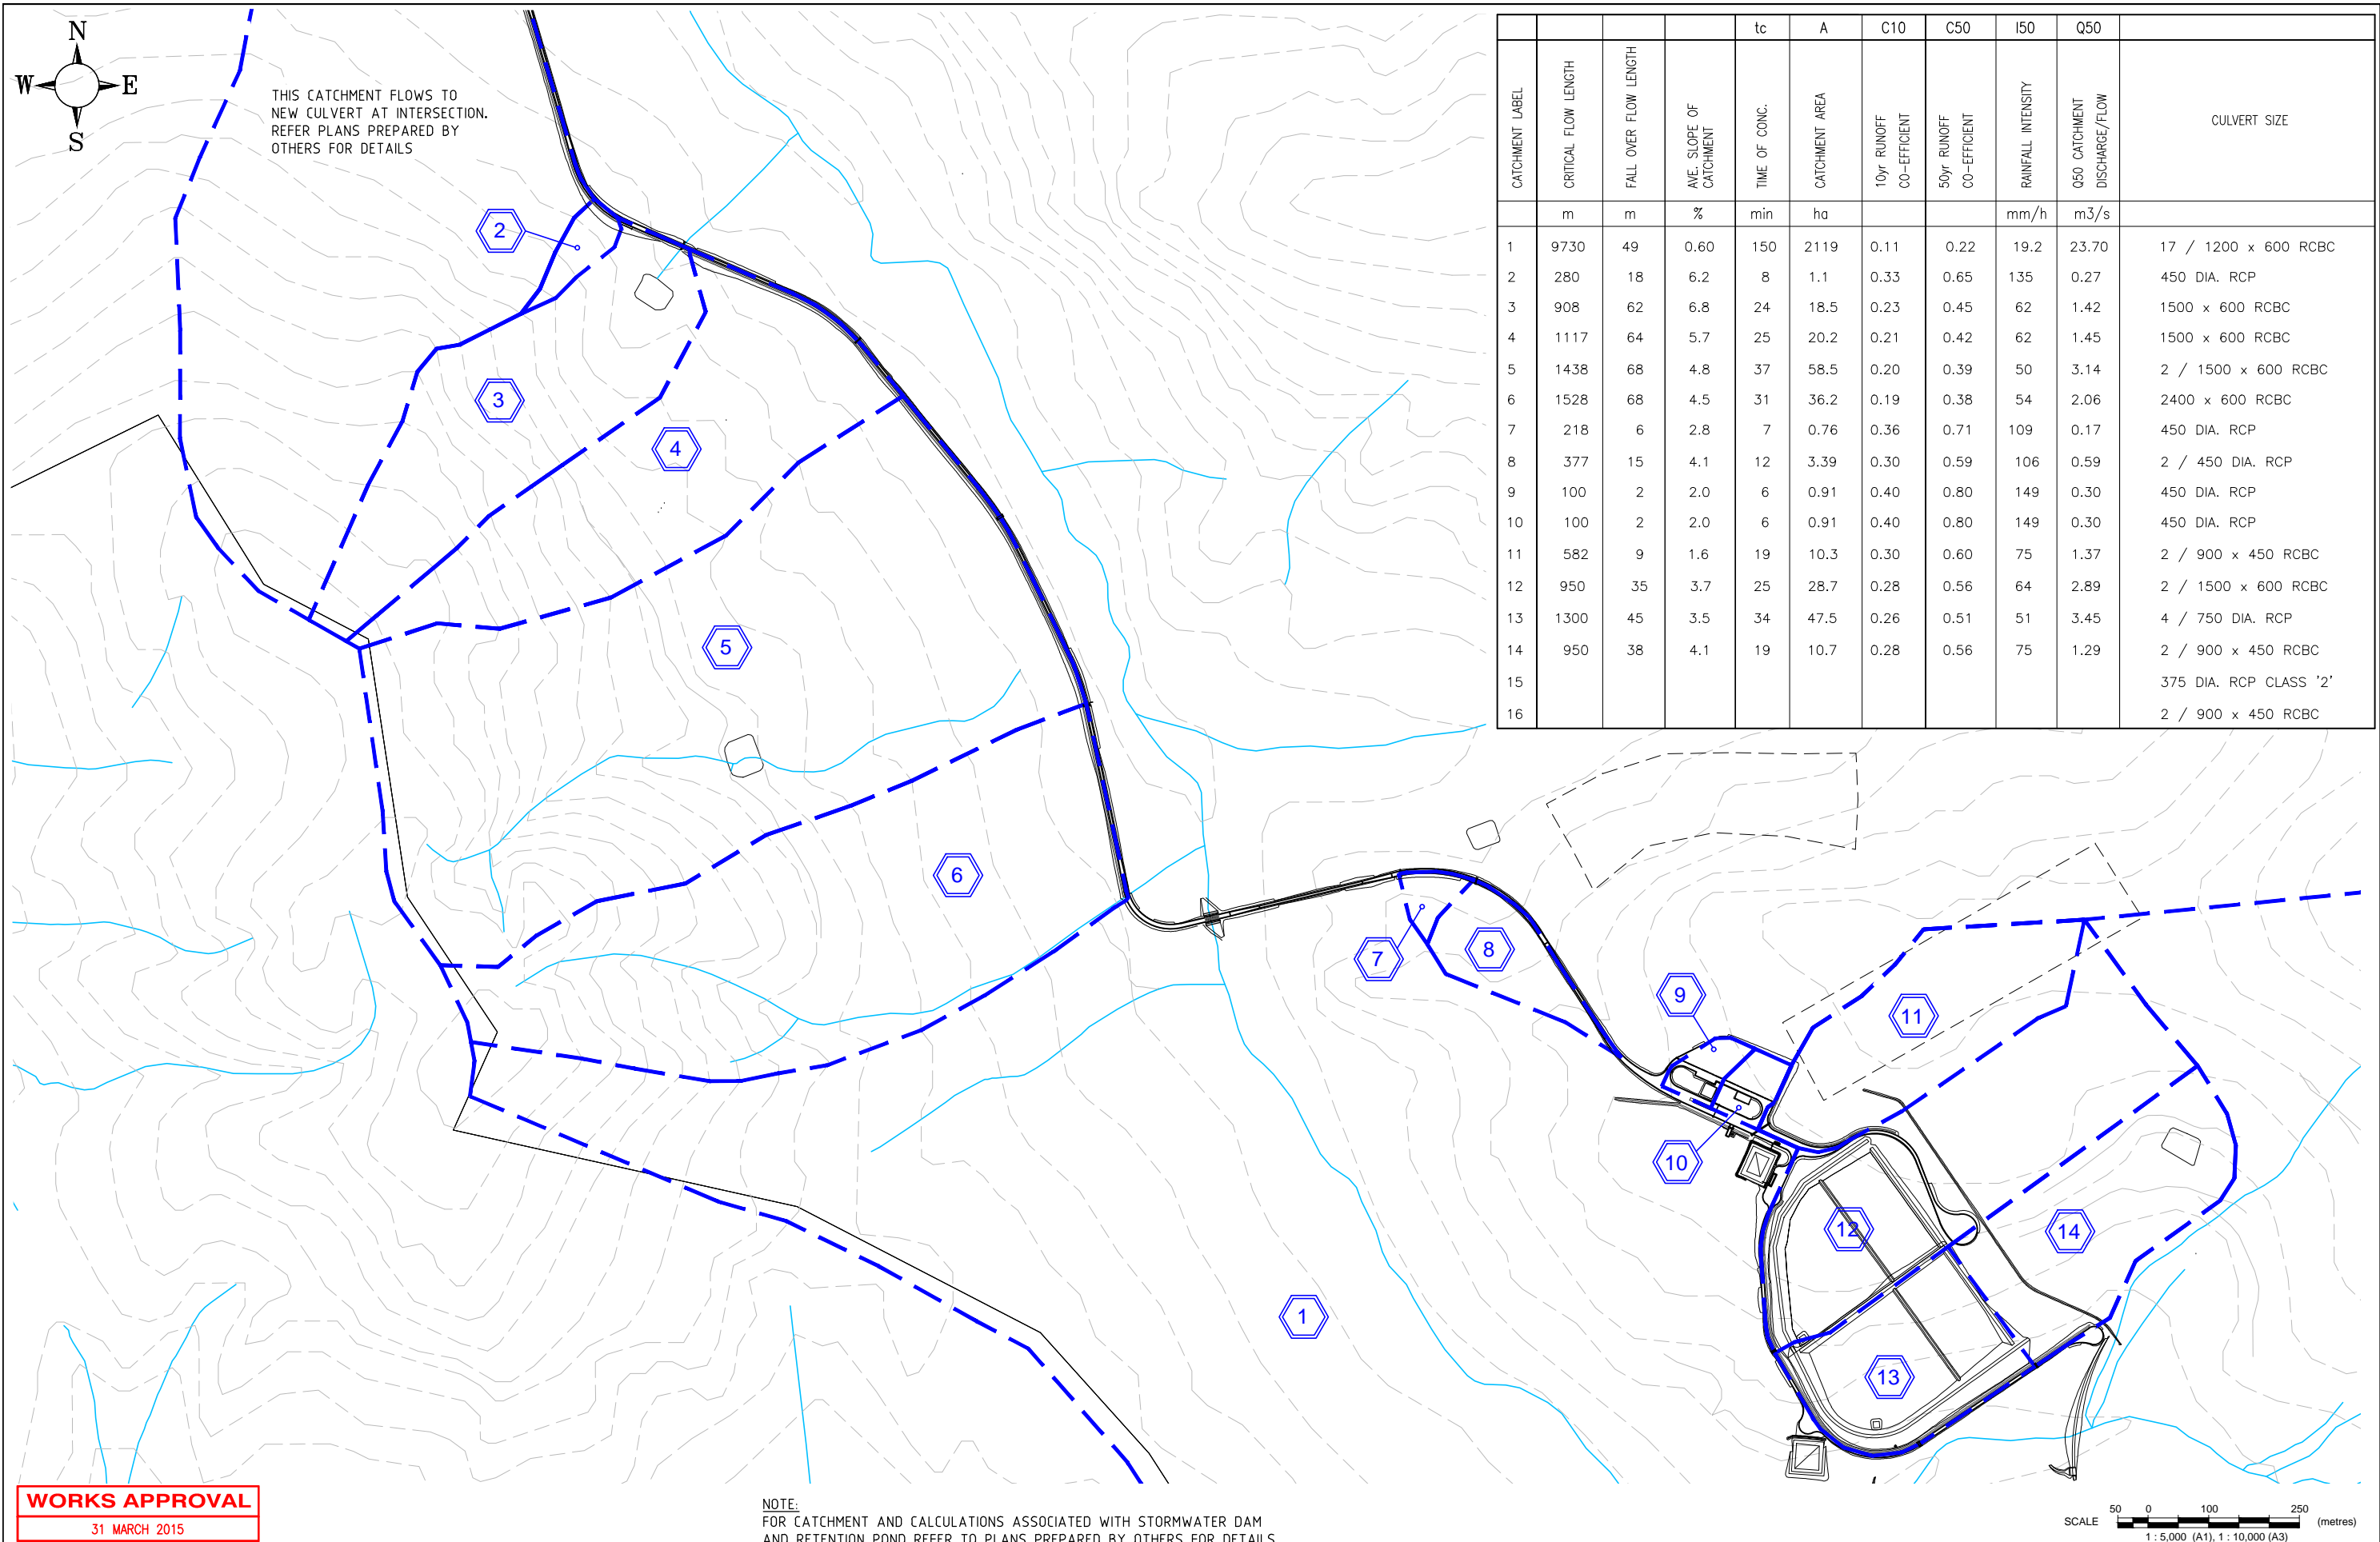 N
W E
S
THIS CATCHMENT FLOWS TO
NEW CULVERT AT INTERSECTION.
REFER PLANS PREPARED BY
OTHERS FOR DETAILS
tc A C10 C50 I50 Q50
CATCHMENT LABEL CRITICAL FLOW LENGTH FALL OVER FLOW LENGTH AVE. SLOPE OF CATCHMENT TIME OF CONC. CATCHMENT AREA 10yr RUNOFF CO-EFFICIENT 50yr RUNOFF CO-EFFICIENT RAINFALL INTENSITY Q50 CATCHMENT DISCHARGE/FLOW CULVERT SIZE
m m % min ha mm/h m3/s
1 9730 49 0.60 150 2119 0.11 0.22 19.2 23.70 17 / 1200 x 600 RCBC
2 280 18 6.2 8 1.1 0.33 0.65 135 0.27 450 DIA. RCP
3 908 62 6.8 24 18.5 0.23 0.45 62 1.42 1500 x 600 RCBC
4 1117 64 5.7 25 20.2 0.21 0.42 62 1.45 1500 x 600 RCBC
5 1438 68 4.8 37 58.5 0.20 0.39 50 3.14 2 / 1500 x 600 RCBC
6 1528 68 4.5 31 36.2 0.19 0.38 54 2.06 2400 x 600 RCBC
7 218 6 2.8 7 0.76 0.36 0.71 109 0.17 450 DIA. RCP
8 377 15 4.1 12 3.39 0.30 0.59 106 0.59 2 / 450 DIA. RCP
9 100 2 2.0 6 0.91 0.40 0.80 149 0.30 450 DIA. RCP
10 100 2 2.0 6 0.91 0.40 0.80 149 0.30 450 DIA. RCP
11 582 9 1.6 19 10.3 0.30 0.60 75 1.37 2 / 900 x 450 RCBC
12 950 35 3.7 25 28.7 0.28 0.56 64 2.89 2 / 1500 x 600 RCBC
13 1300 45 3.5 34 47.5 0.26 0.51 51 3.45 4 / 750 DIA. RCP
14 950 38 4.1 19 10.7 0.28 0.56 75 1.29 2 / 900 x 450 RCBC
15 375 DIA. RCP CLASS '2'
16 2 / 900 x 450 RCBC
2
3
4
5
6
7
8
9
10
11
12
13
14
1
WORKS APPROVAL
31 MARCH 2015
NOTE:
FOR CATCHMENT AND CALCULATIONS ASSOCIATED WITH STORMWATER DAM
AND RETENTION POND REFER TO PLANS PREPARED BY OTHERS FOR DETAILS
50 0 100 250
SCALE (metres)
1 : 5,000 (A1), 1 : 10,000 (A3)